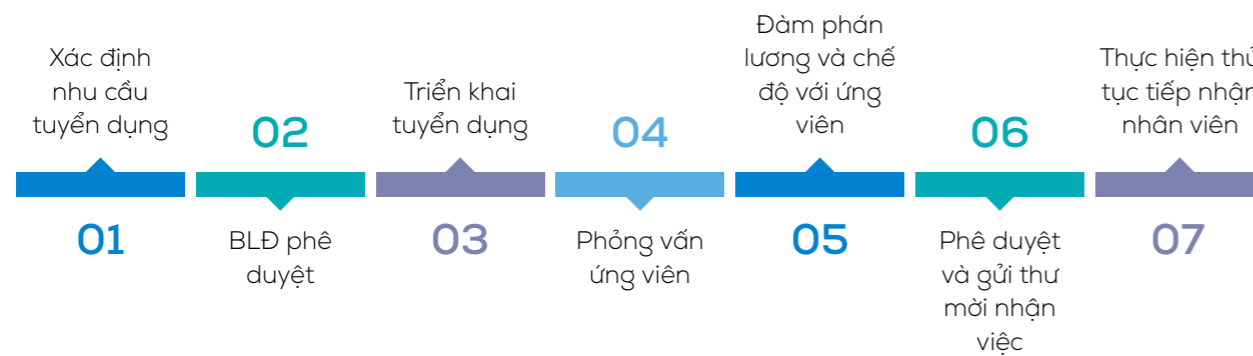 Xác định
nhu cầu
tuyển dụng
01
02
BLĐ phê
duyệt
Triển khai
tuyển dụng
03
04
Phỏng vấn
ứng viên
Đàm phán
lương và chế
độ với ứng
viên
05
06
Phê duyệt
và gửi thư
mời nhận
việc
Thực hiện thủ
tục tiếp nhận
nhân viên
07